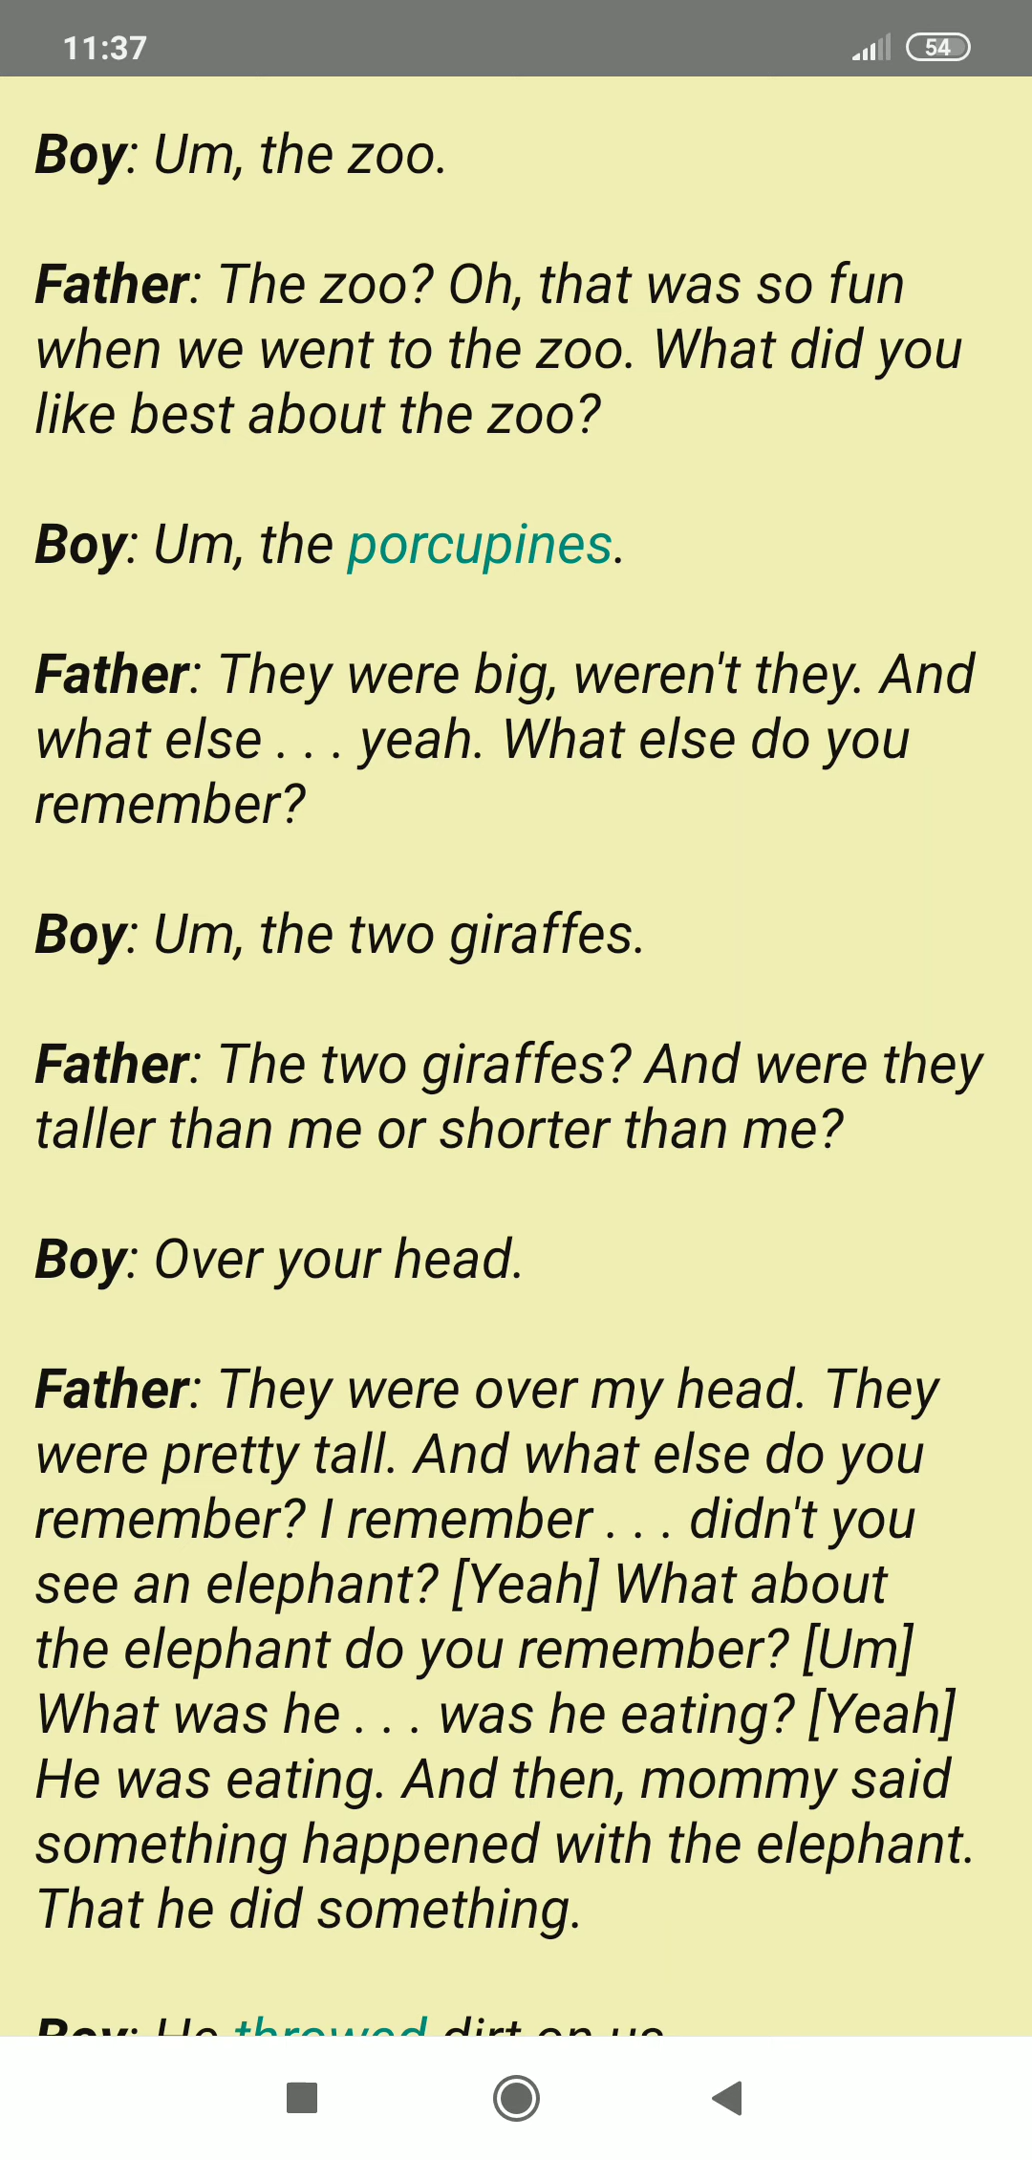 11:37
54
Boy: Um, the zoo.
Father: The zoo? Oh, that was so fun
when we went to the zoo. What did you
like best about the zoo?
Boy: Um, the porcupines.
Father: They were big, weren't they. And
what else . . . yeah. What else do you
remember?
Boy: Um, the two giraffes.
Father: The two giraffes? And were they
taller than me or shorter than me?
Boy: Over your head.
Father: They were over my head. They
were pretty tall. And what else do you
remember? I remember . . . didn't you
see an elephant? [Yeah] What about
the elephant do you remember? [Um]
What was he . . . was he eating? [Yeah]
He was eating. And then, mommy said
something happened with the elephant.
That he did something.
Boy: He throwed dirt on us